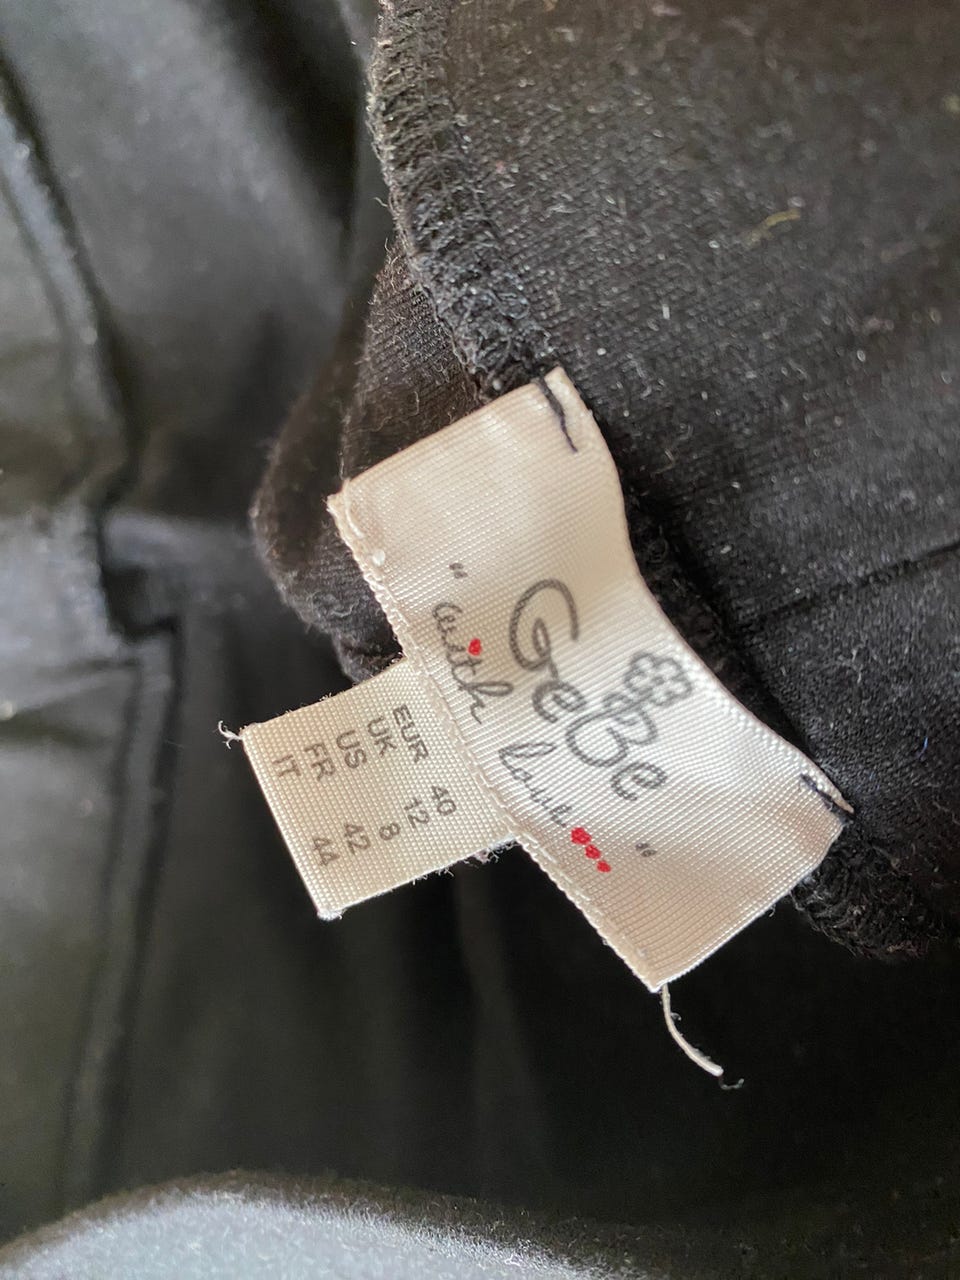 GeBe
"with love..."
EUR 40
UK 12
US 8
FR 42
IT 44